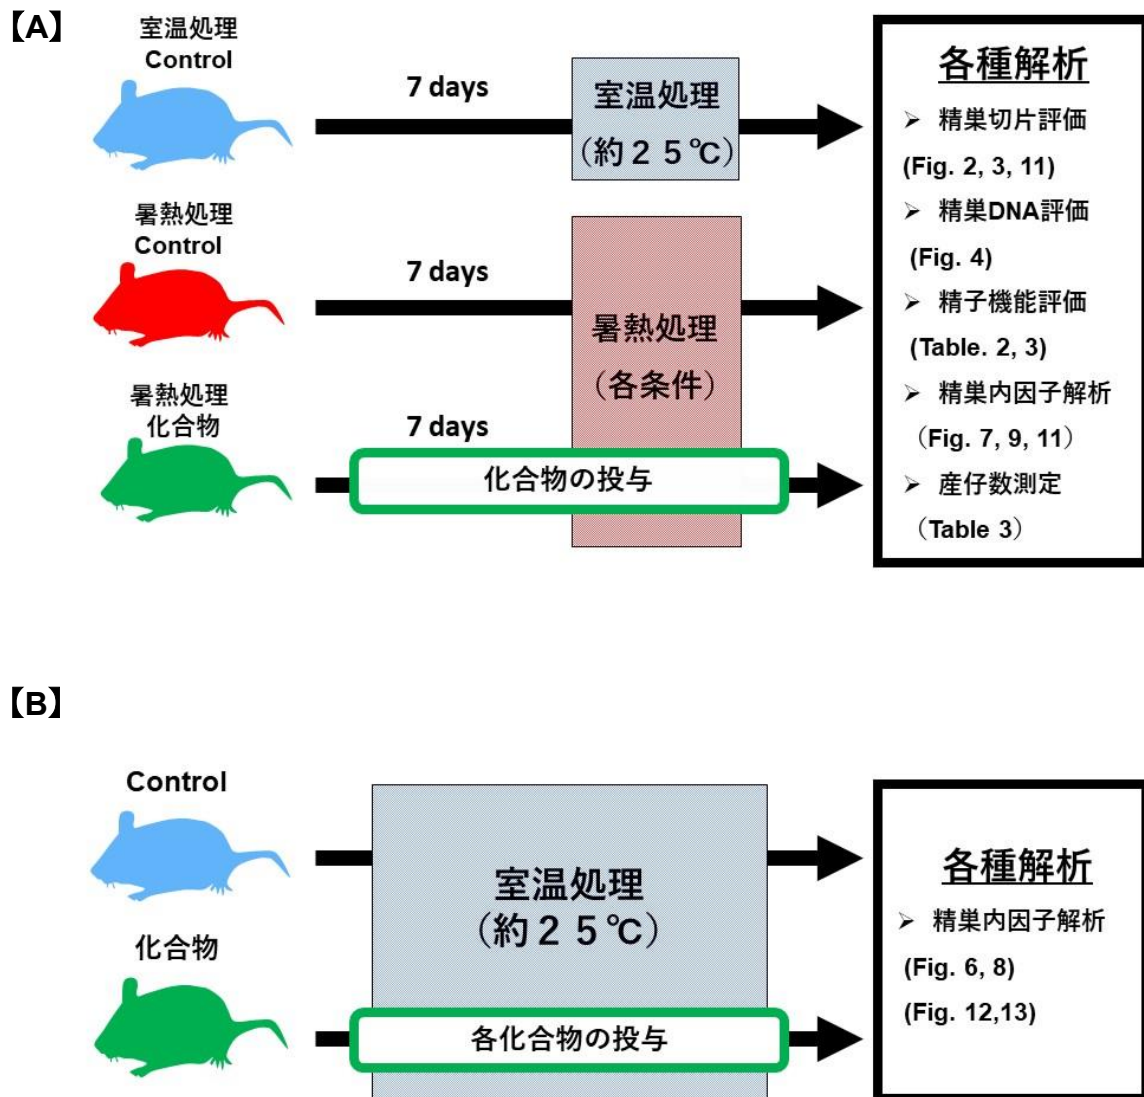 【A】
室温処理
Control
7 days
室温処理
(約２５℃)
暑熱処理
Control
7 days
暑熱処理
(各条件)
暑熱処理
化合物
7 days
化合物の投与
各種解析
➢ 精巣切片評価
(Fig. 2, 3, 11)
➢ 精巣DNA評価
(Fig. 4)
➢ 精子機能評価
(Table. 2, 3)
➢ 精巣内因子解析
（Fig. 7, 9, 11）
➢ 産仔数測定
（Table 3）
【B】
Control
化合物
室温処理
(約２５℃)
各化合物の投与
各種解析
➢ 精巣内因子解析
(Fig. 6, 8)
(Fig. 12,13)